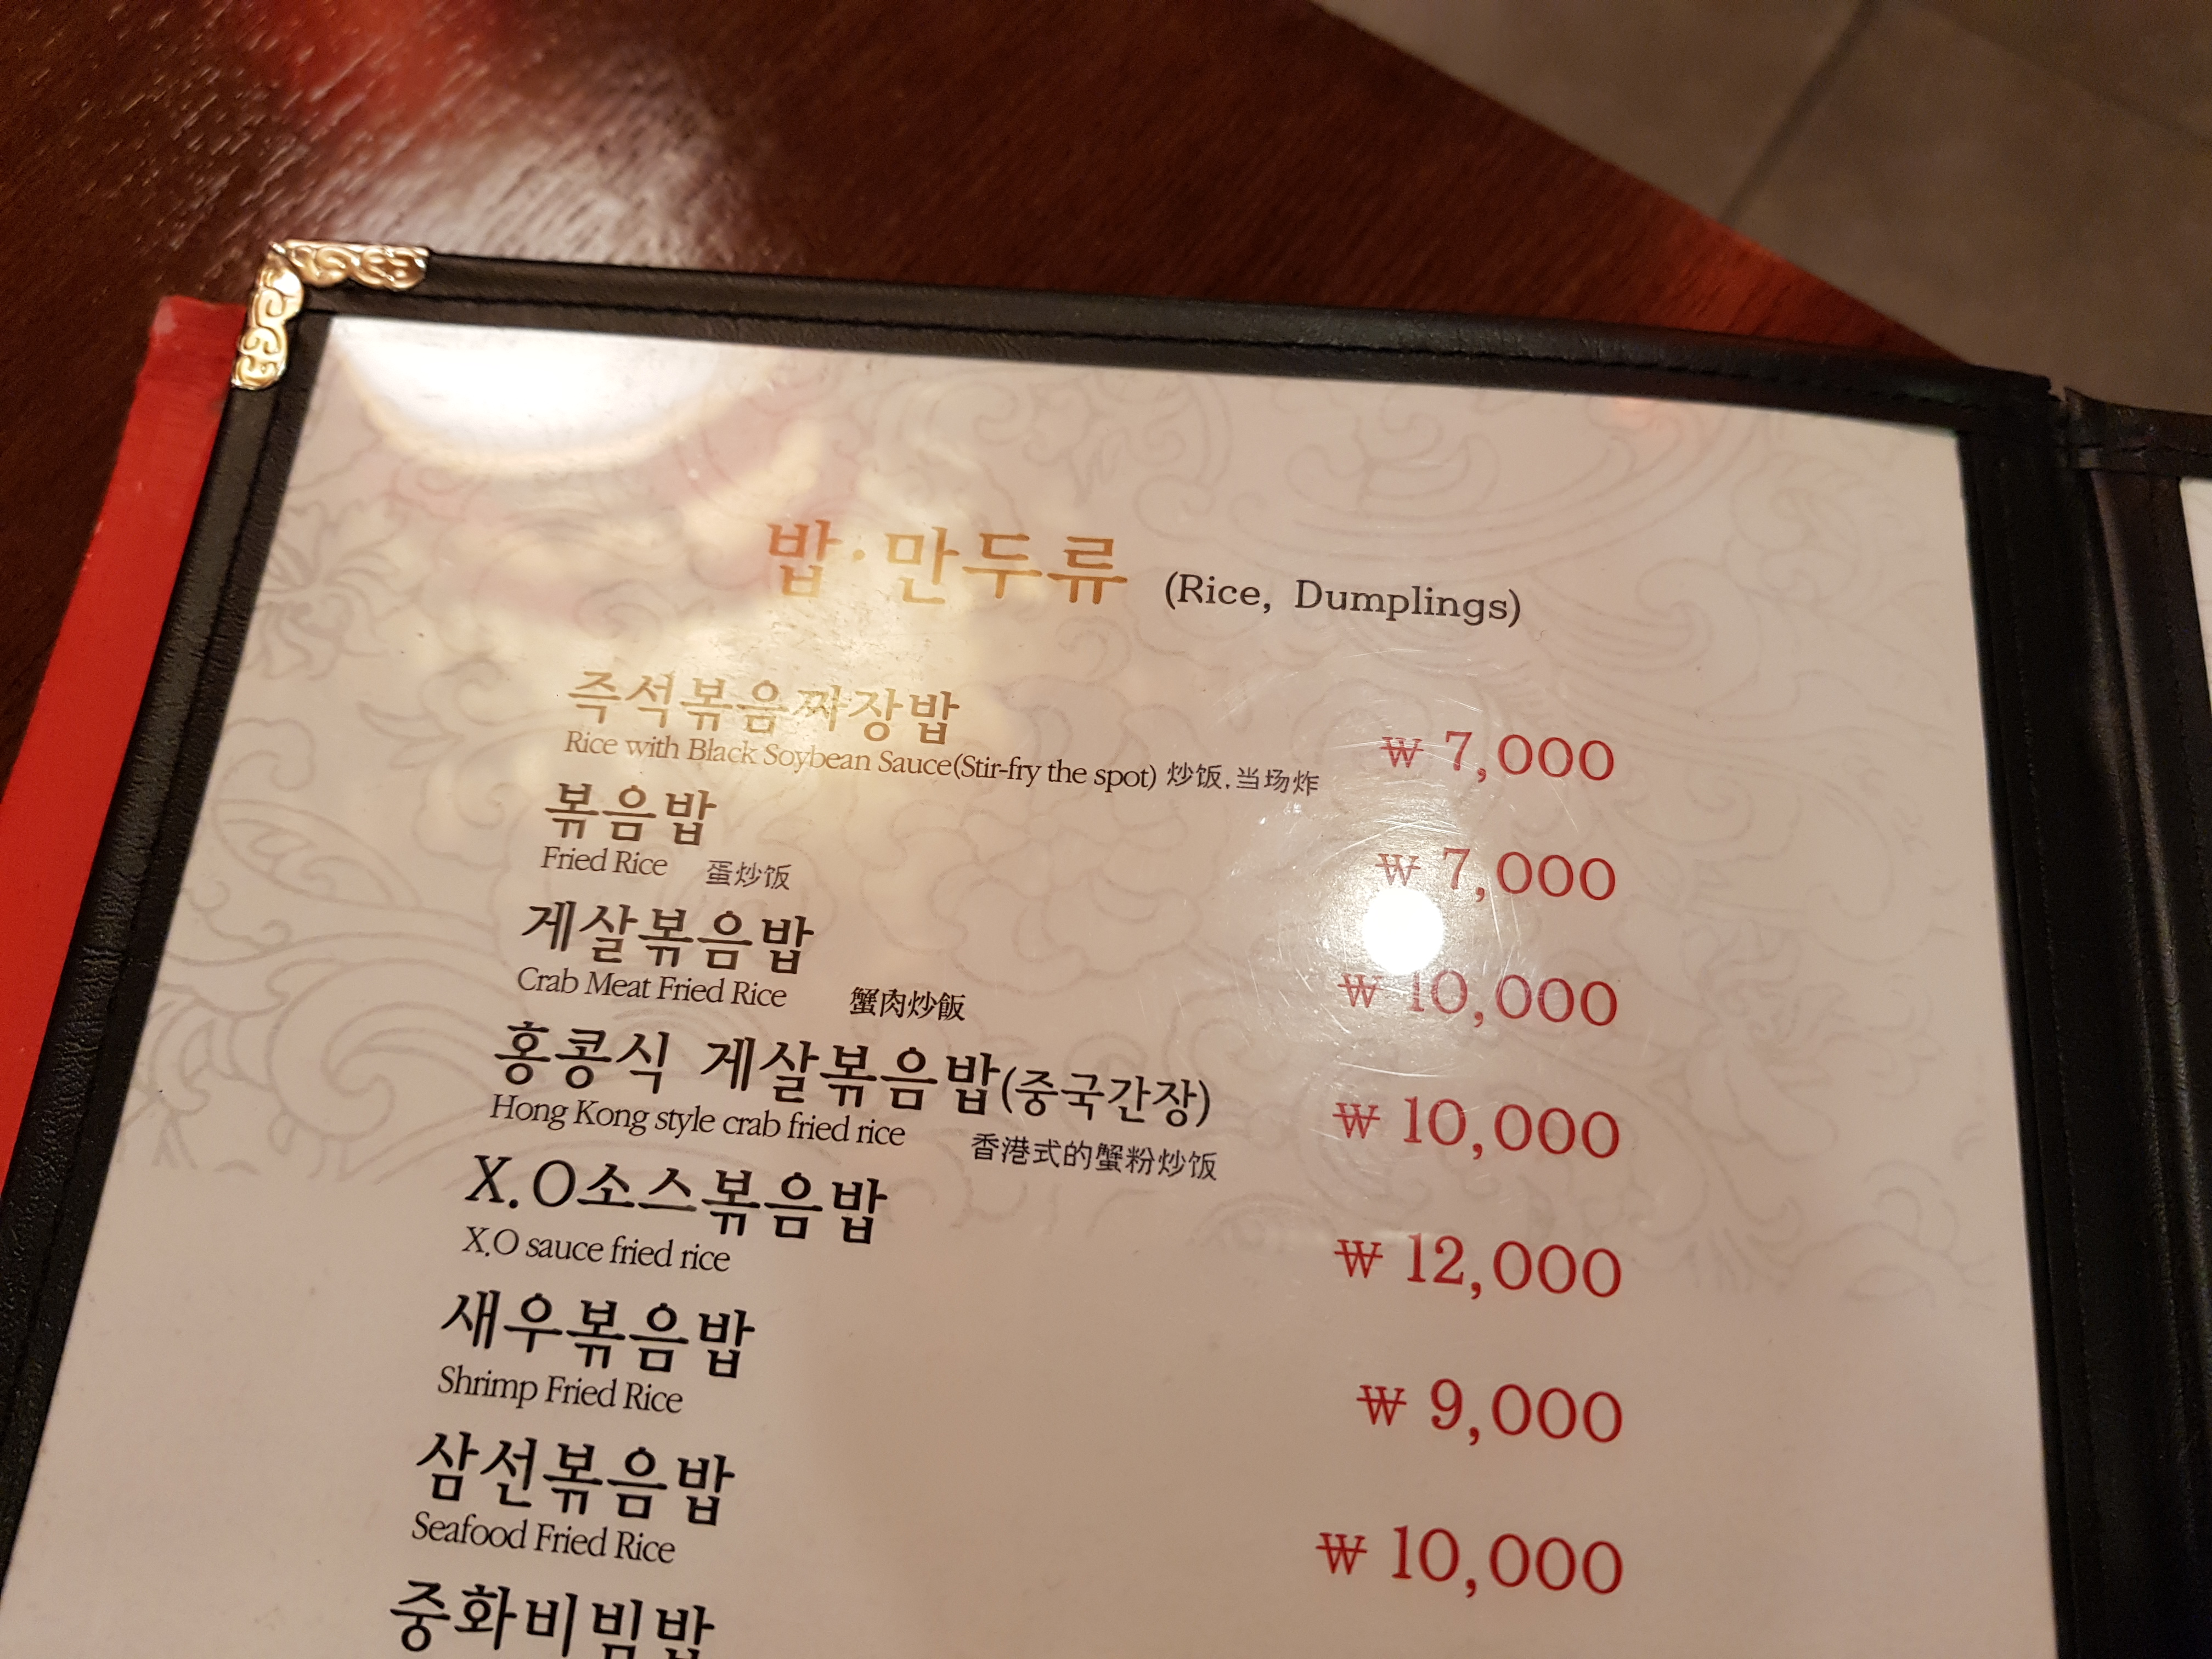 밥·만두류 (Rice, Dumplings)
즉석볶음짜장밥 ₩ 7,000
Rice with Black Soybean Sauce(Stir-fry the spot) 炒饭,当场炸
볶음밥 ₩ 7,000
Fried Rice 蛋炒饭
게살볶음밥 ₩ 10,000
Crab Meat Fried Rice 蟹肉炒飯
홍콩식 게살볶음밥(중국간장) ₩ 10,000
Hong Kong style crab fried rice 香港式的蟹粉炒饭
X.O소스볶음밥 ₩ 12,000
X.O sauce fried rice
새우볶음밥 ₩ 9,000
Shrimp Fried Rice
삼선볶음밥 ₩ 10,000
Seafood Fried Rice
중화비빔밥